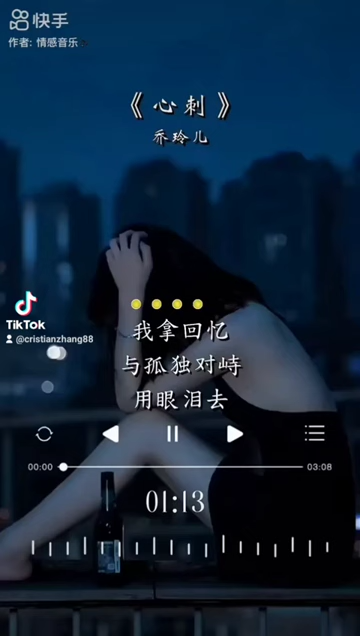 快手
作者: 情感音乐
《心刺》
乔玲儿
TikTok
@cristianzhang88
我拿回忆
与孤独对峙
用眼泪去
00:00
03:08
01:13